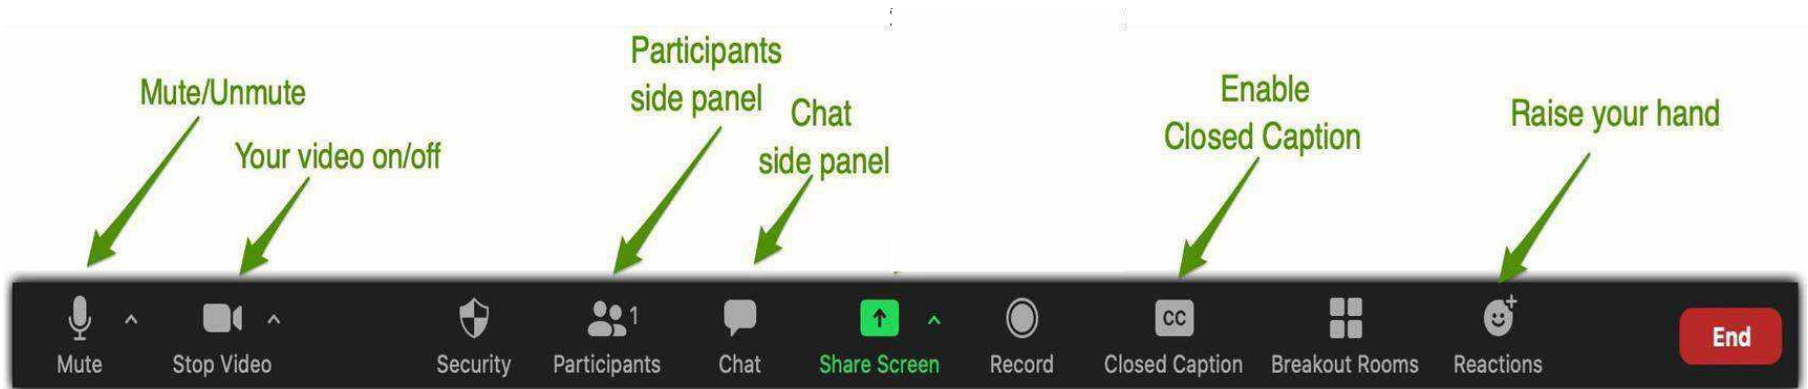 Participants
side panel
Mute/Unmute
Chat
side panel
Your video on/off
Enable
Closed Caption
Raise your hand
1
Mute
Stop Video
Security
Participants
Chat
Share Screen
Record
CC
Closed Caption
Breakout Rooms
Reactions
End